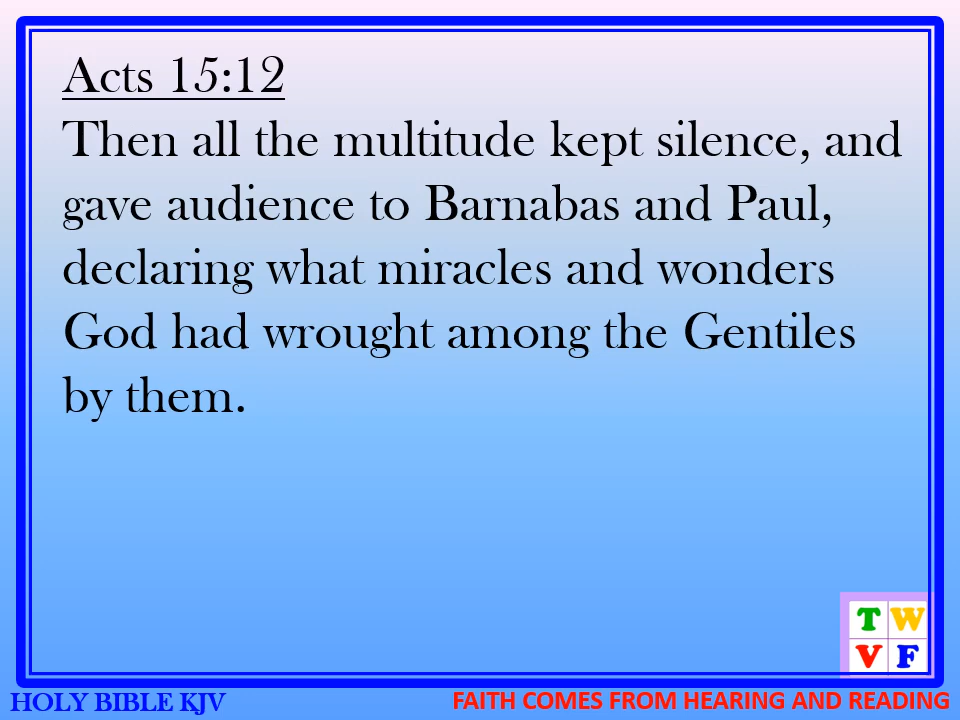 Acts 15:12
Then all the multitude kept silence, and
gave audience to Barnabas and Paul,
declaring what miracles and wonders
God had wrought among the Gentiles
by them.
T W
V F
HOLY BIBLE KJV
FAITH COMES FROM HEARING AND READING